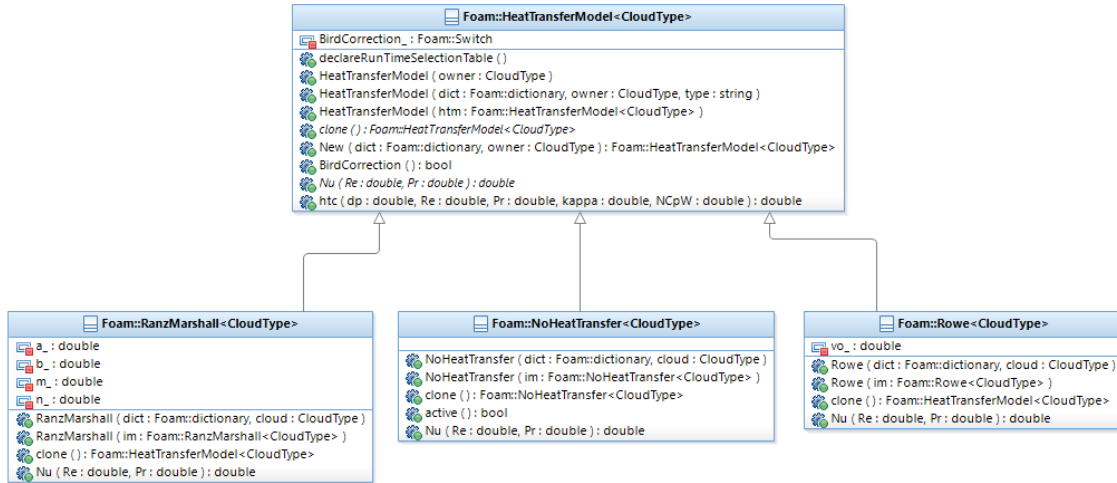 Foam::HeatTransferModel<CloudType>
BirdCorrection_ : Foam::Switch
declareRunTimeSelectionTable ( )
HeatTransferModel ( owner : CloudType )
HeatTransferModel ( dict : Foam::dictionary, owner : CloudType, type : string )
HeatTransferModel ( htm : Foam::HeatTransferModel<CloudType> )
clone ( ) : Foam::HeatTransferModel<CloudType>
New ( dict : Foam::dictionary, owner : CloudType ) : Foam::HeatTransferModel<CloudType>
BirdCorrection ( ) : bool
Nu ( Re : double, Pr : double ) : double
htc ( dp : double, Re : double, Pr : double, kappa : double, NCpW : double ) : double
Foam::RanzMarshall<CloudType>
a_ : double
b_ : double
m_ : double
n_ : double
RanzMarshall ( dict : Foam::dictionary, cloud : CloudType )
RanzMarshall ( im : Foam::RanzMarshall<CloudType> )
clone ( ) : Foam::HeatTransferModel<CloudType>
Nu ( Re : double, Pr : double ) : double
Foam::NoHeatTransfer<CloudType>
NoHeatTransfer ( dict : Foam::dictionary, cloud : CloudType )
NoHeatTransfer ( im : Foam::NoHeatTransfer<CloudType> )
clone ( ) : Foam::NoHeatTransfer<CloudType>
active ( ) : bool
Nu ( Re : double, Pr : double ) : double
Foam::Rowe<CloudType>
vo_ : double
Rowe ( dict : Foam::dictionary, cloud : CloudType )
Rowe ( im : Foam::Rowe<CloudType> )
clone ( ) : Foam::HeatTransferModel<CloudType>
Nu ( Re : double, Pr : double ) : double